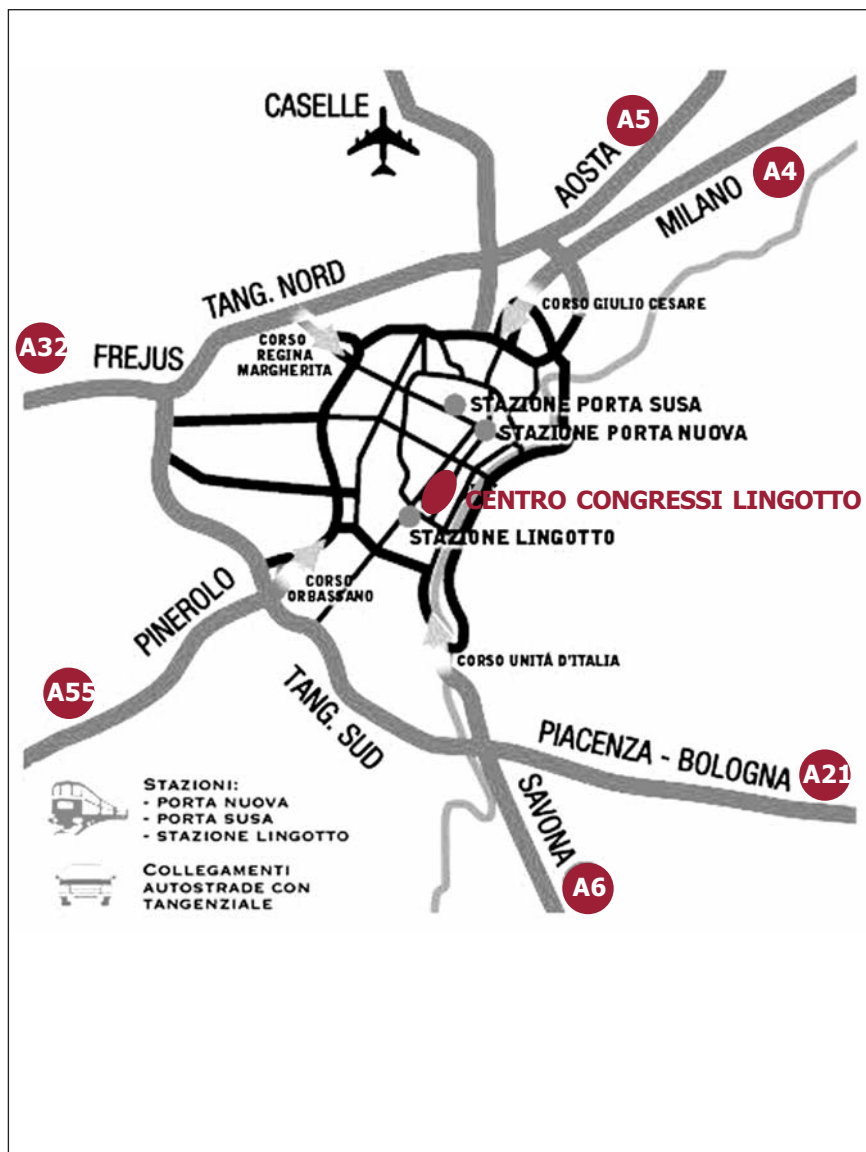 CASELLE
A5
AOSTA
A4
MILANO
TANG. NORD
CORSO GIULIO CESARE
A32
FREJUS
CORSO
REGINA
MARGHERITA
STAZIONE PORTA SUSA
STAZIONE PORTA NUOVA
CENTRO CONGRESSI LINGOTTO
STAZIONE LINGOTTO
PINEROLO
CORSO
ORBASSANO
CORSO UNITÁ D'ITALIA
A55
TANG. SUD
PIACENZA - BOLOGNA
A21
SAVONA
A6
STAZIONI:
- PORTA NUOVA
- PORTA SUSA
- STAZIONE LINGOTTO
COLLEGAMENTI
AUTOSTRADE CON
TANGENZIALE